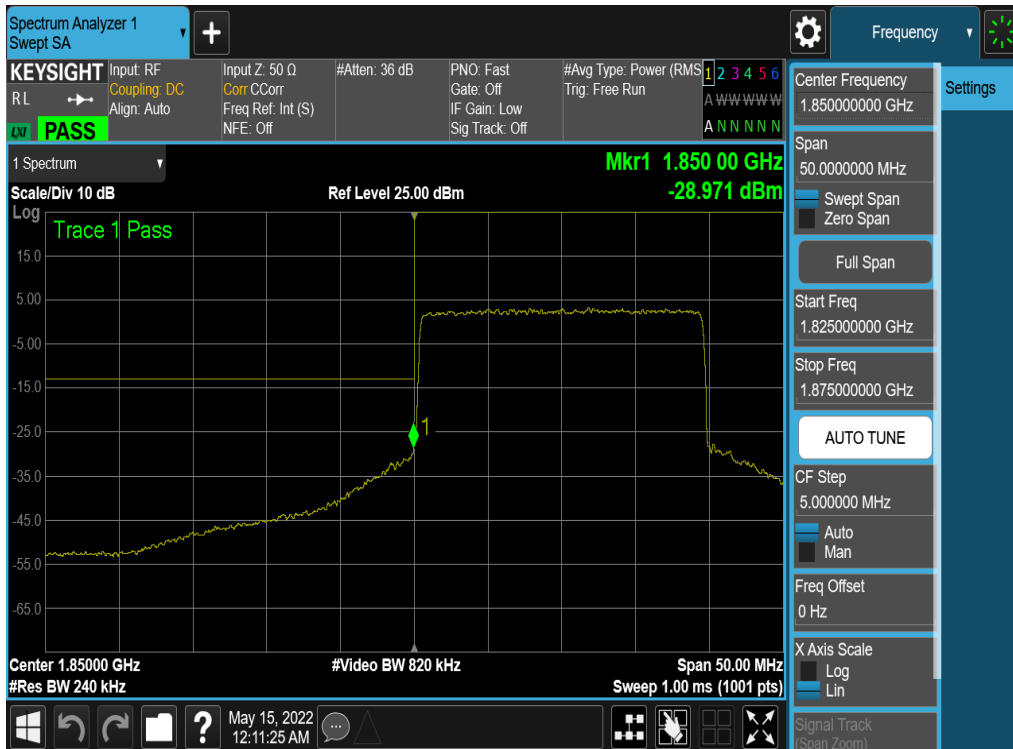 Spectrum Analyzer 1
Swept SA
+
Frequency
KEYSIGHT
RL
LXI PASS
Input: RF
Coupling: DC
Align: Auto
Input Z: 50 Ω
Corr CCorr
Freq Ref: Int (S)
NFE: Off
#Atten: 36 dB
PNO: Fast
Gate: Off
IF Gain: Low
Sig Track: Off
#Avg Type: Power (RMS
Trig: Free Run
1 2 3 4 5 6
A W W W W W
A N N N N N
1 Spectrum
Scale/Div 10 dB
Ref Level 25.00 dBm
Mkr1 1.850 00 GHz
-28.971 dBm
Log
Trace 1 Pass
15.0
5.00
-5.00
-15.0
-25.0
-35.0
-45.0
-55.0
-65.0
1
Center 1.85000 GHz
#Video BW 820 kHz
Span 50.00 MHz
#Res BW 240 kHz
Sweep 1.00 ms (1001 pts)
Center Frequency
1.850000000 GHz
Settings
Span
50.0000000 MHz
Swept Span
Zero Span
Full Span
Start Freq
1.825000000 GHz
Stop Freq
1.875000000 GHz
AUTO TUNE
CF Step
5.000000 MHz
Auto
Man
Freq Offset
0 Hz
X Axis Scale
Log
Lin
Signal Track
(Span Zoom)
?
May 15, 2022
12:11:25 AM